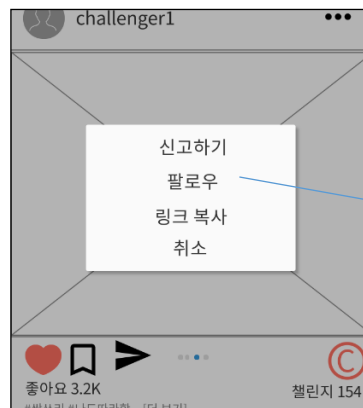 challenger1
신고하기
팔로우
링크 복사
취소
좋아요 3.2K
챌린지 154